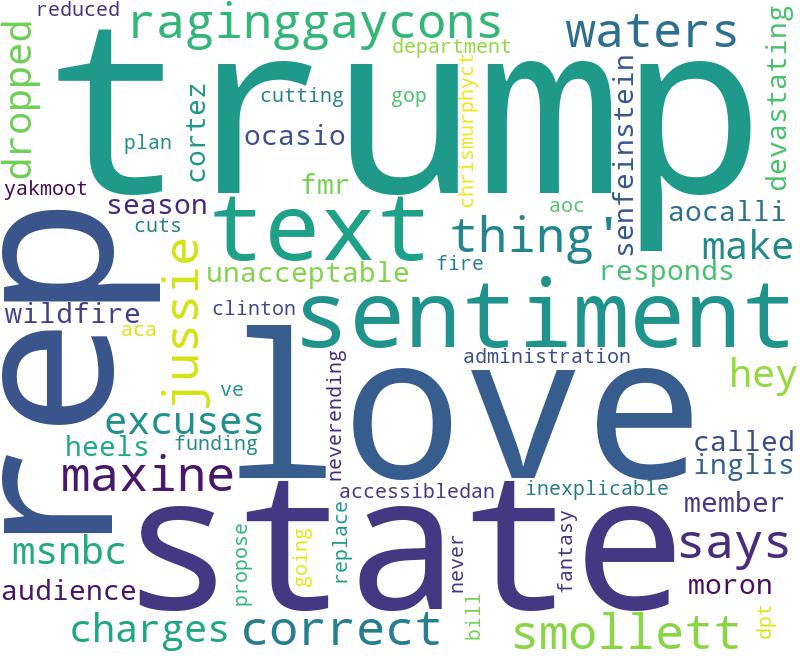 reduced
raginggaycons
waters
devastating
dropped
trump
department
cortez
cutting
gop
chrismurphyct
senfeinstein
plan
ocasio
yakmoot
fmr
season
text
aoc
aocalli
cuts
thing'
make
rep
jussie
unacceptable
fire
responds
wildfire
clinton
sentiment
aca
love
neverending
administration
hey
ve
excuses
heels
funding
called
maxine
inglis
accessibledan
inexplicable
state
member
msnbc
propose
going
replace
never
fantasy
says
audience
moron
charges
correct
bill
smollett
dpt